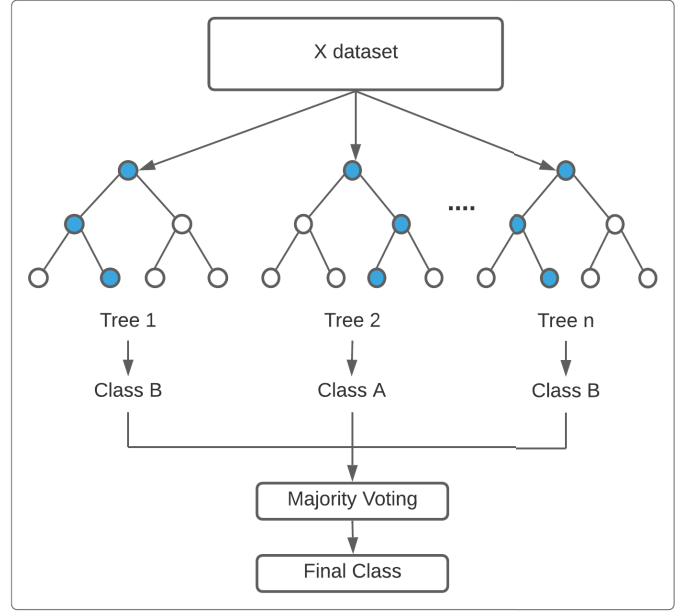 X dataset
....
Tree 1
Tree 2
Tree n
Class B
Class A
Class B
Majority Voting
Final Class